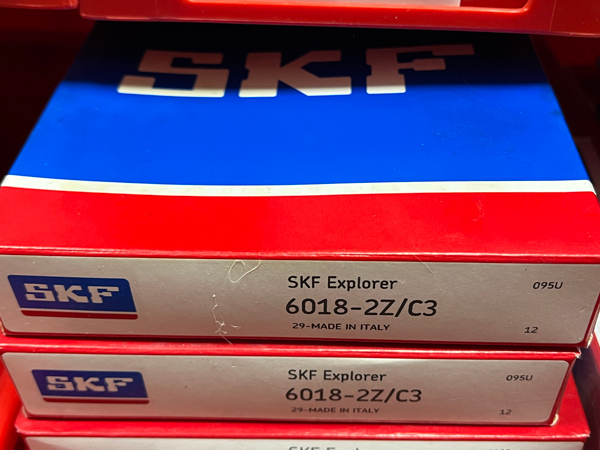 SKF
SKF
SKF Explorer
095U
6018-2Z/C3
29-MADE IN ITALY
12
SKF
SKF Explorer
095U
6018-2Z/C3
29-MADE IN ITALY
12